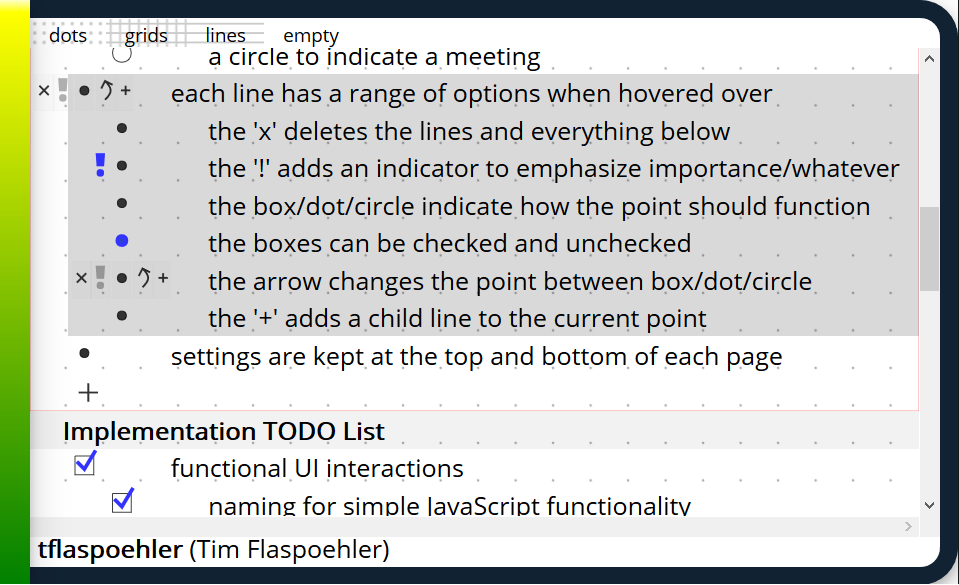 dots grids lines empty
a circle to indicate a meeting
each line has a range of options when hovered over
the 'x' deletes the lines and everything below
the '!' adds an indicator to emphasize importance/whatever
the box/dot/circle indicate how the point should function
the boxes can be checked and unchecked
the arrow changes the point between box/dot/circle
the '+' adds a child line to the current point
settings are kept at the top and bottom of each page
Implementation TODO List
functional UI interactions
naming for simple JavaScript functionality
tflaspoehler (Tim Flaspoehler)